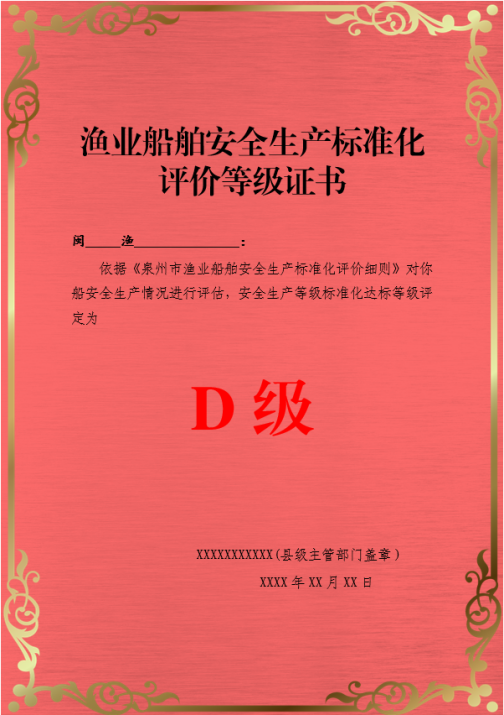 渔业船舶安全生产标准化
评价等级证书
闽_____渔_______________：
依据《泉州市渔业船舶安全生产标准化评价细则》对你
船安全生产情况进行评估，安全生产等级标准化达标等级评
定为
D 级
XXXXXXXXXXX(县级主管部门盖章)
XXXX 年 XX 月 XX 日